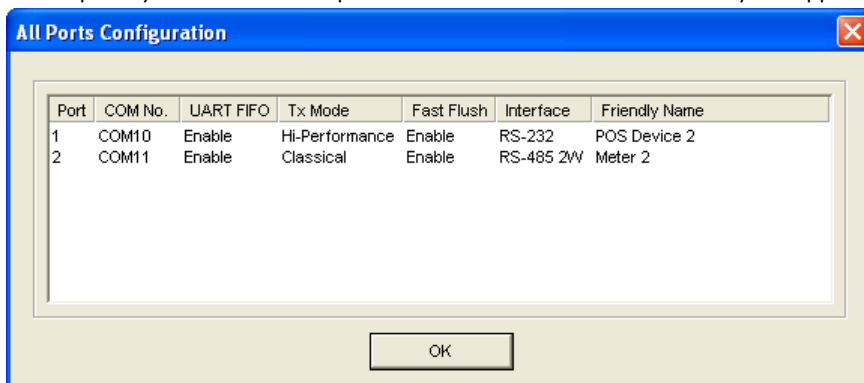 All Ports Configuration
Port COM No. UART FIFO Tx Mode Fast Flush Interface Friendly Name
1 COM10 Enable Hi-Performance Enable RS-232 POS Device 2
2 COM11 Enable Classical Enable RS-485 2W Meter 2
OK